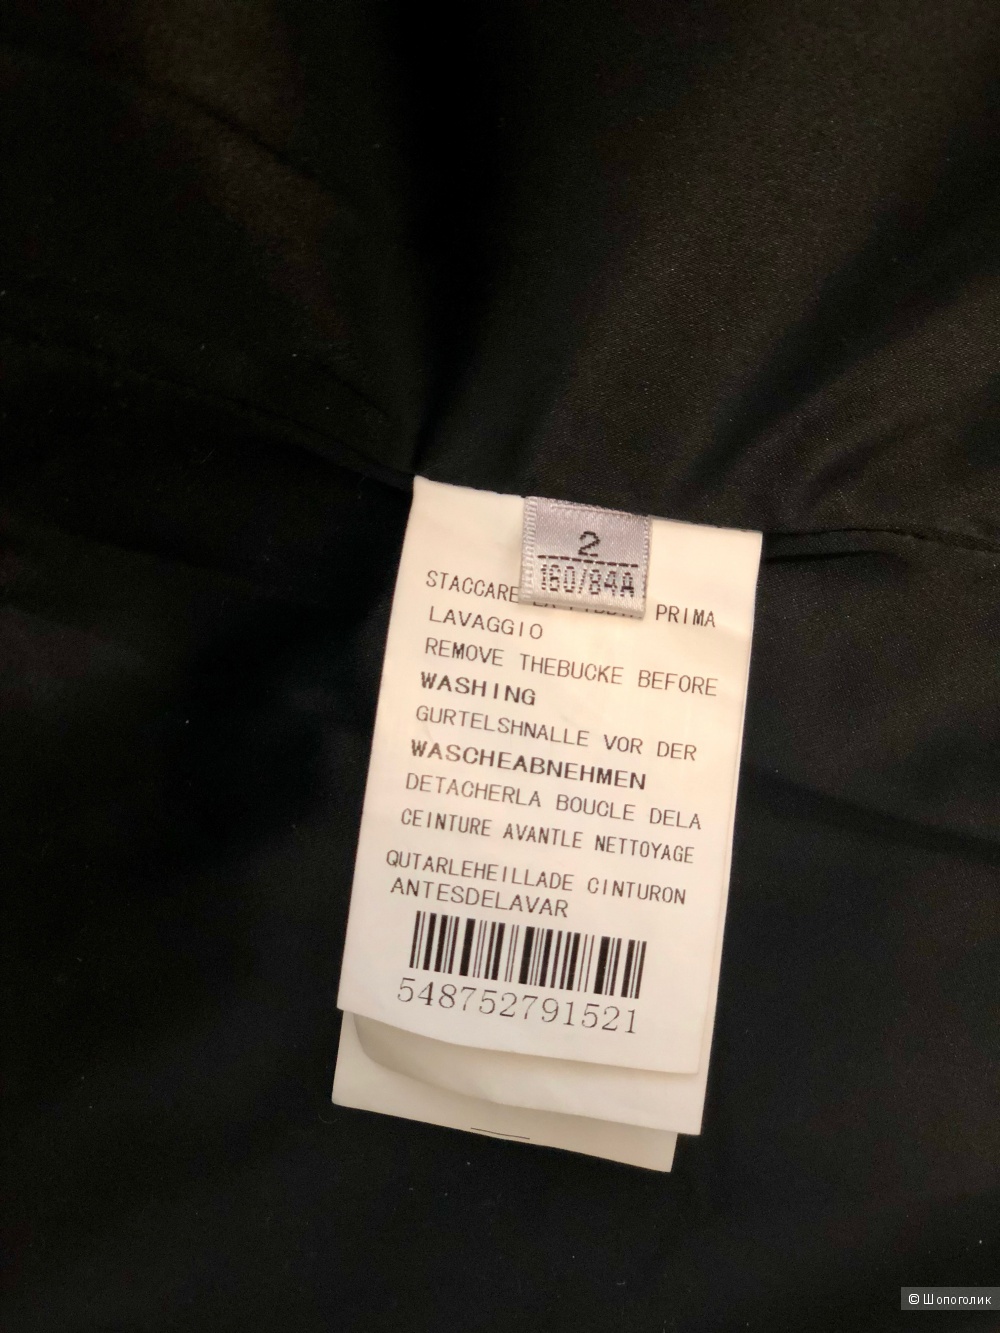 2
160/84A
STACCARE PRIMA
LAVAGGIO
REMOVE THEBUCKE BEFORE
WASHING
GURTELSHNALLE VOR DER
WASCHEABNEHMEN
DETACHERLA BOUCLE DELA
CEINTURE AVANTLE NETTOYAGE
QUTARLEHEILLADE CINTURON
ANTESDELAVAR
548752791521
© Шопоголик